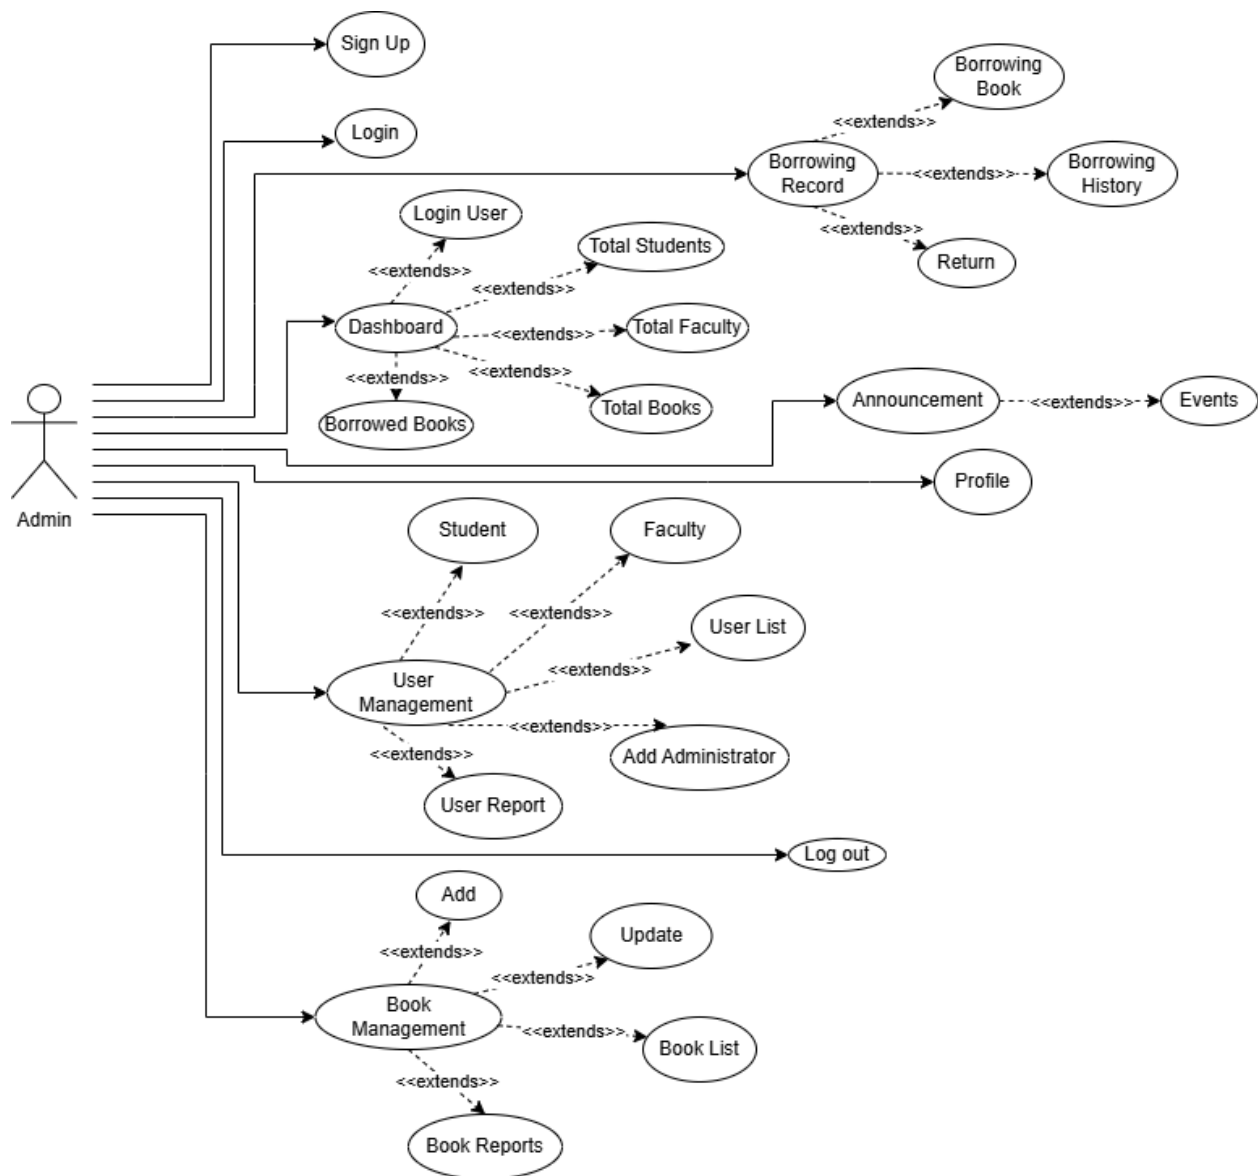 Sign Up
Borrowing
Book
<<extends>>
Login
Borrowing
Record
<<extends>>
Borrowing
History
<<extends>>
Return
Login User
<<extends>>
Total Students
<<extends>>
Dashboard
<<extends>>
Total Faculty
<<extends>>
<<extends>>
Total Books
Borrowed Books
Announcement
<<extends>>
Events
Profile
Admin
Student
Faculty
<<extends>>
<<extends>>
User List
<<extends>>
User
Management
<<extends>>
Add Administrator
<<extends>>
User Report
Log out
Add
<<extends>>
Update
<<extends>>
Book
Management
<<extends>>
Book List
<<extends>>
Book Reports